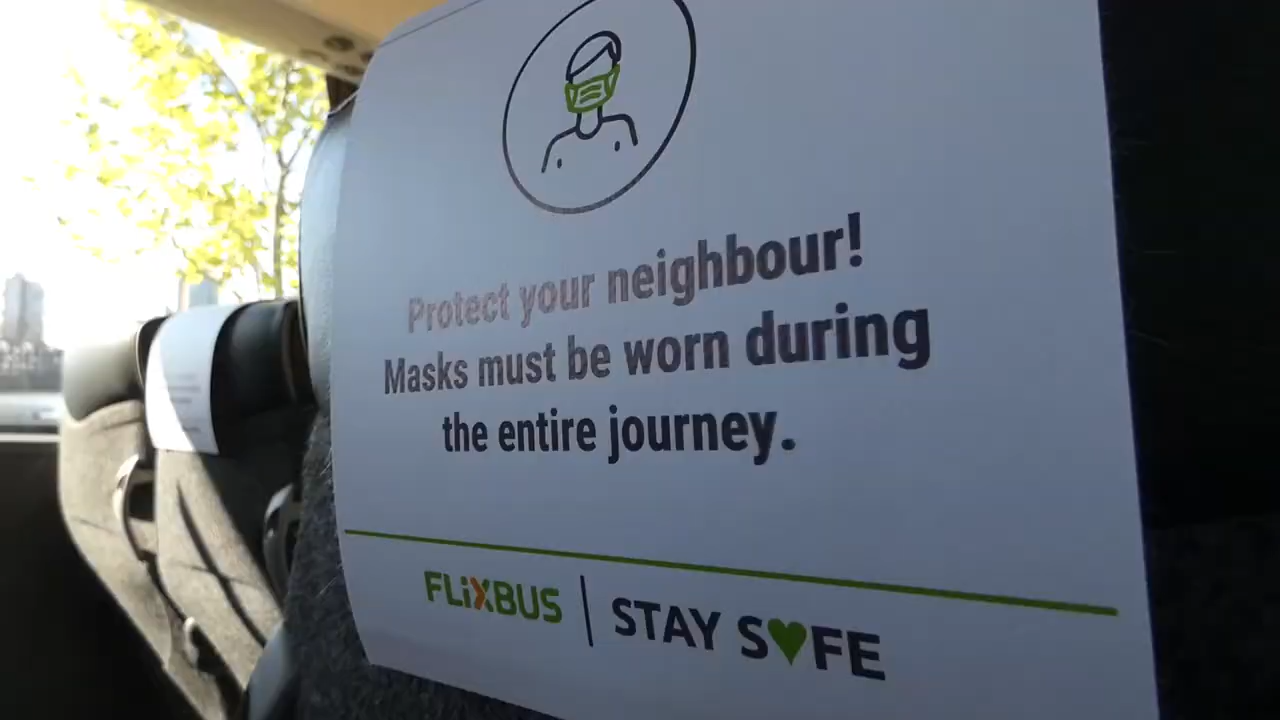 Protect your neighbour!
Masks must be worn during
the entire journey.
FLiXBUS | STAY S♥FE